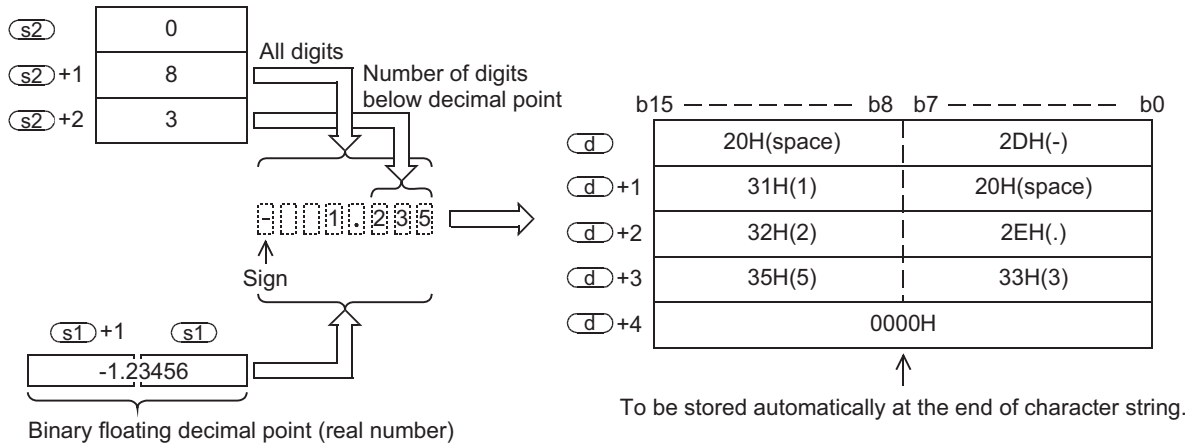 s2 0
All digits
s2 +1 8
Number of digits
below decimal point
s2 +2 3
b15 b8 b7 b0
d 20H(space) 2DH(-)
d +1 31H(1) 20H(space)
- 1 . 2 3 5
d +2 32H(2) 2EH(.)
Sign
d +3 35H(5) 33H(3)
d +4 0000H
s1 +1 s1
-1.23456
To be stored automatically at the end of character string.
Binary floating decimal point (real number)